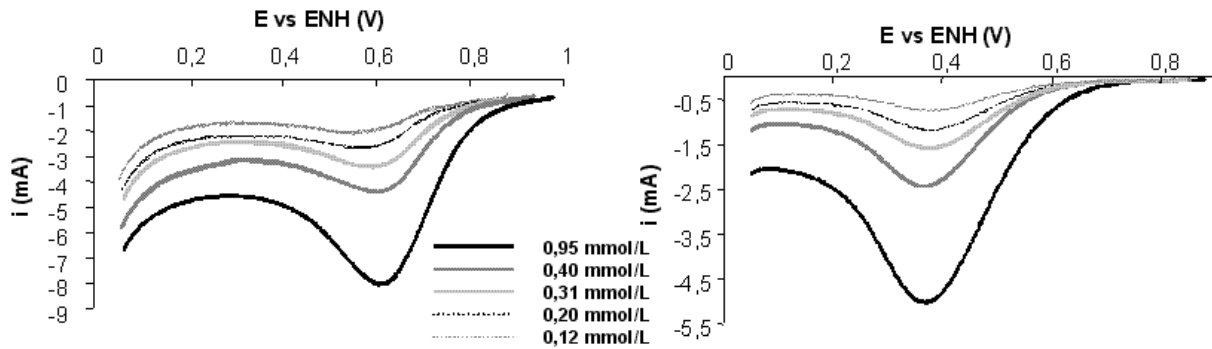 E vs ENH (V)
0 0,2 0,4 0,6 0,8 1
0
-1
-2
-3
-4
-5
-6
-7
-8
-9
i (mA)
0,95 mmol/L
0,40 mmol/L
0,31 mmol/L
0,20 mmol/L
0,12 mmol/L
E vs ENH (V)
0 0,2 0,4 0,6 0,8
-0,5
-1,5
-2,5
-3,5
-4,5
-5,5
i (mA)